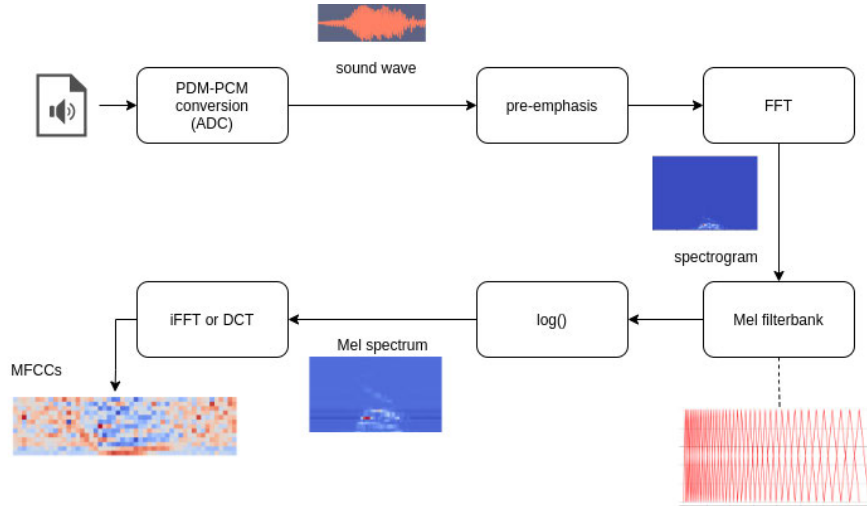 sound wave
PDM-PCM
conversion
(ADC)
pre-emphasis
FFT
spectrogram
iFFT or DCT
log()
Mel filterbank
Mel spectrum
MFCCs